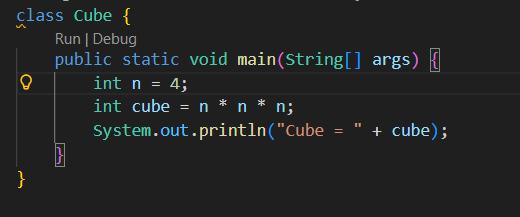 class Cube {
Run | Debug
public static void main(String[] args) {
int n = 4;
int cube = n * n * n;
System.out.println("Cube = " + cube);
}
}